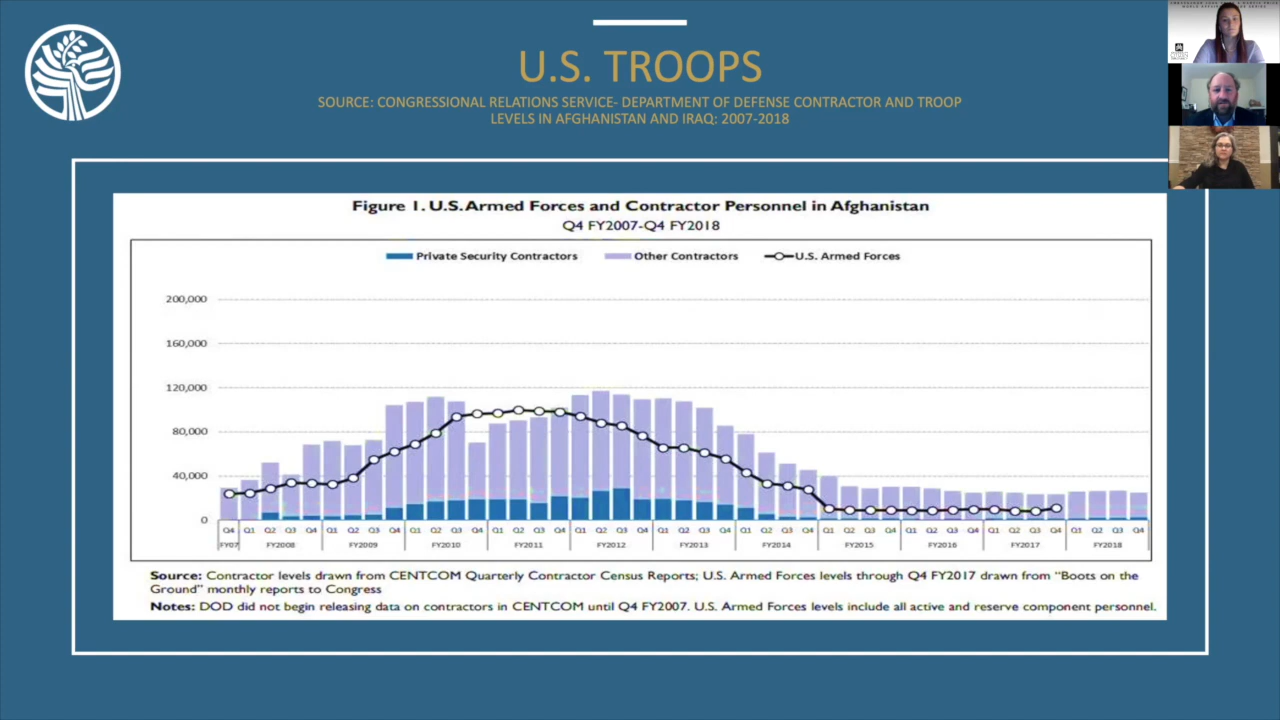 U.S. TROOPS
SOURCE: CONGRESSIONAL RELATIONS SERVICE- DEPARTMENT OF DEFENSE CONTRACTOR AND TROOP
LEVELS IN AFGHANISTAN AND IRAQ: 2007-2018
Figure 1. U.S. Armed Forces and Contractor Personnel in Afghanistan
Q4 FY2007-Q4 FY2018
Private Security Contractors Other Contractors U.S. Armed Forces
200,000
160,000
120,000
80,000
40,000
0
Q4 Q1 Q2 Q3 Q4 Q1 Q2 Q3 Q4 Q1 Q2 Q3 Q4 Q1 Q2 Q3 Q4 Q1 Q2 Q3 Q4 Q1 Q2 Q3 Q4 Q1 Q2 Q3 Q4 Q1 Q2 Q3 Q4 Q1 Q2 Q3 Q4 Q1 Q2 Q3 Q4 Q1 Q2 Q3 Q4
FY07 FY2008 FY2009 FY2010 FY2011 FY2012 FY2013 FY2014 FY2015 FY2016 FY2017 FY2018
Source: Contractor levels drawn from CENTCOM Quarterly Contractor Census Reports; U.S. Armed Forces levels through Q4 FY2017 drawn from “Boots on the
Ground” monthly reports to Congress
Notes: DOD did not begin releasing data on contractors in CENTCOM until Q4 FY2007. U.S. Armed Forces levels include all active and reserve component personnel.